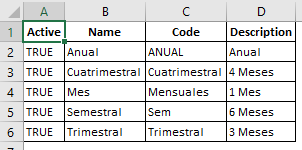 A B C D
1 Active Name Code Description
2 TRUE Anual ANUAL Anual
3 TRUE Cuatrimestral Cuatrimestral 4 Meses
4 TRUE Mes Mensuales 1 Mes
5 TRUE Semestral Sem 6 Meses
6 TRUE Trimestral Trimestral 3 Meses
7